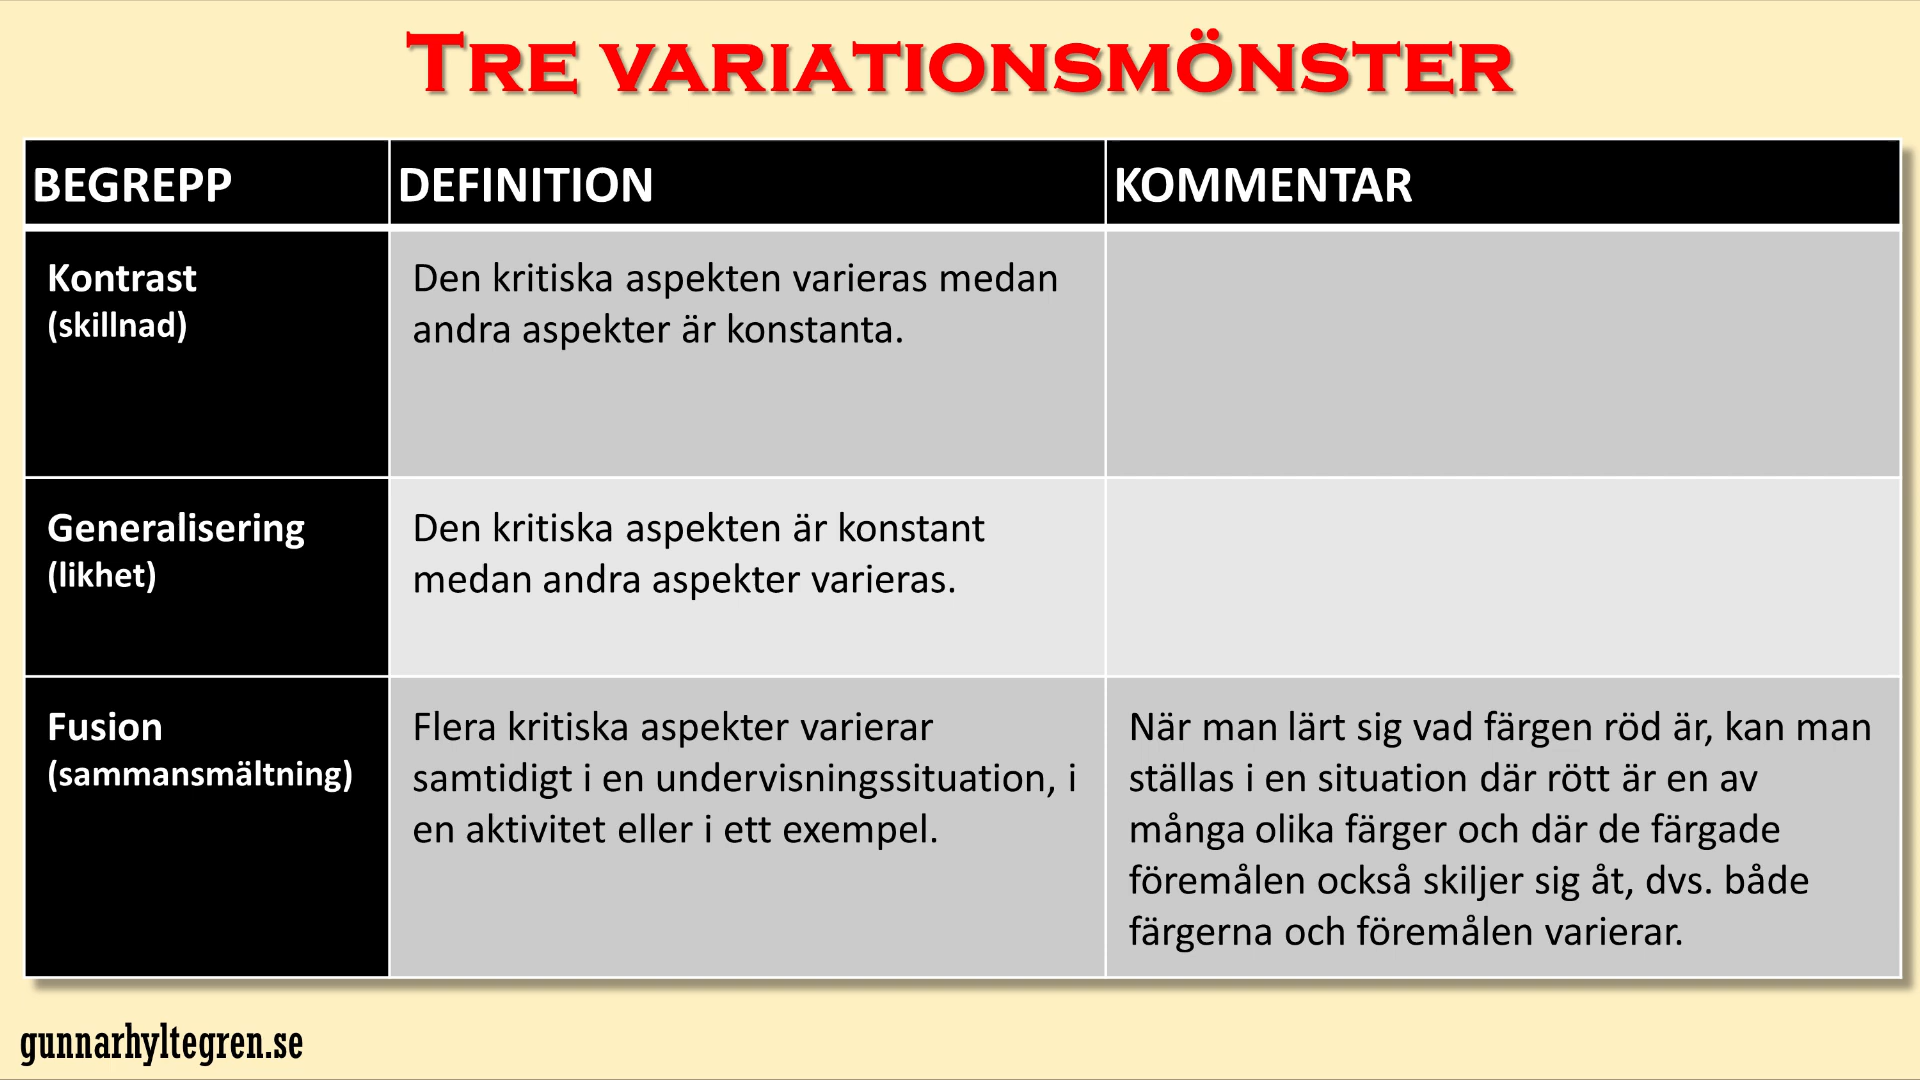 TRE VARIATIONSMÖNSTER
BEGREPP
DEFINITION
KOMMENTAR
Kontrast
(skillnad)
Den kritiska aspekten varieras medan
andra aspekter är konstanta.
Generalisering
(likhet)
Den kritiska aspekten är konstant
medan andra aspekter varieras.
Fusion
(sammansmältning)
Flera kritiska aspekter varierar
samtidigt i en undervisningssituation, i
en aktivitet eller i ett exempel.
När man lärt sig vad färgen röd är, kan man
ställas i en situation där rött är en av
många olika färger och där de färgade
föremålen också skiljer sig åt, dvs. både
färgerna och föremålen varierar.
gunnarhyltegren.se